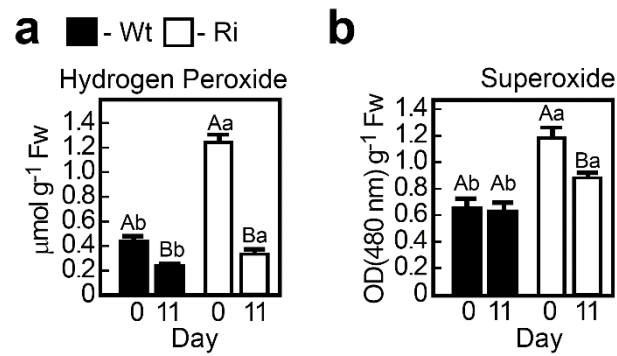 a - Wt - Ri
Hydrogen Peroxide
μmol g⁻¹ Fw
1.4
1.2
1.0
0.8
0.6
0.4
0.2
0
Ab Bb Aa Ba
0 11 0 11
Day
b
Superoxide
OD(480 nm) g⁻¹ Fw
1.4
1.2
1.0
0.8
0.6
0.4
0.2
0
Ab Ab Aa Ba
0 11 0 11
Day